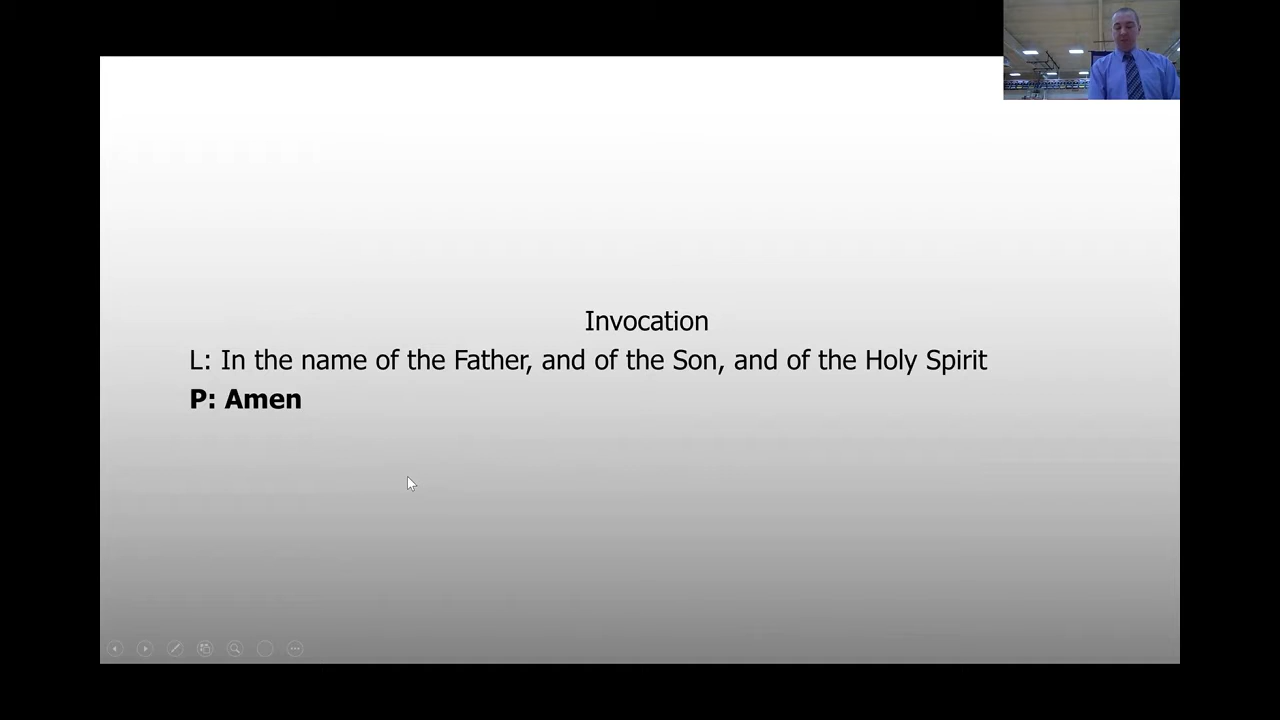 Invocation
L: In the name of the Father, and of the Son, and of the Holy Spirit
P: Amen